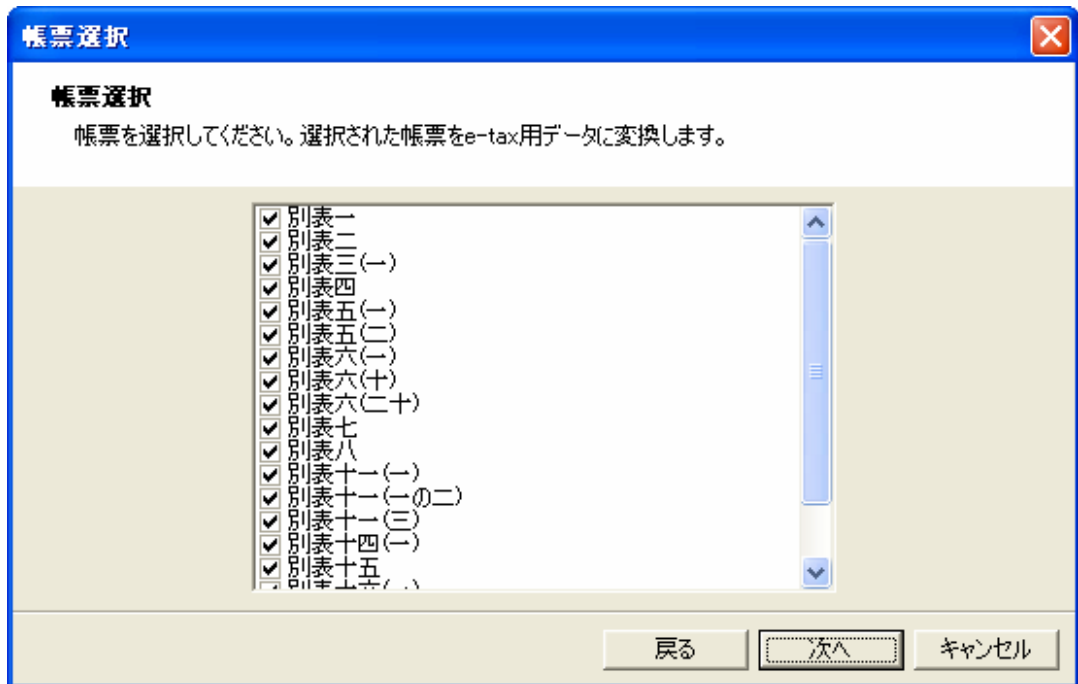 帳票選択
帳票選択
帳票を選択してください。選択された帳票をe-tax用データに変換します。
別表一
別表二
別表三(一)
別表四
別表五(一)
別表五(二)
別表六(一)
別表六(十)
別表六(二十)
別表七
別表八
別表十一(一)
別表十一(一の二)
別表十一(三)
別表十四(一)
別表十五
戻る
次へ
キャンセル